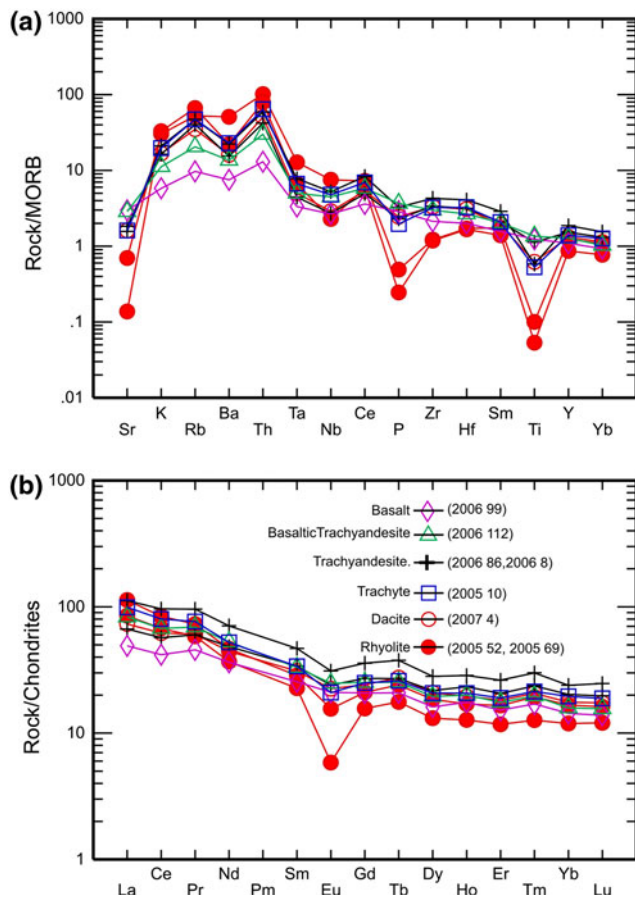 (a)
1000
100
10
1
.1
.01
Rock/MORB
K Ba Ta Ce Zr Sm Y
Sr Rb Th Nb P Hf Ti Yb
(b)
1000
100
10
1
Rock/Chondrites
Basalt (2006 99)
BasalticTrachyandesite (2006 112)
Trachyandesite. (2006 86,2006 8)
Trachyte (2005 10)
Dacite (2007 4)
Rhyolite (2005 52, 2005 69)
Ce Nd Sm Gd Dy Er Yb
La Pr Pm Eu Tb Ho Tm Lu